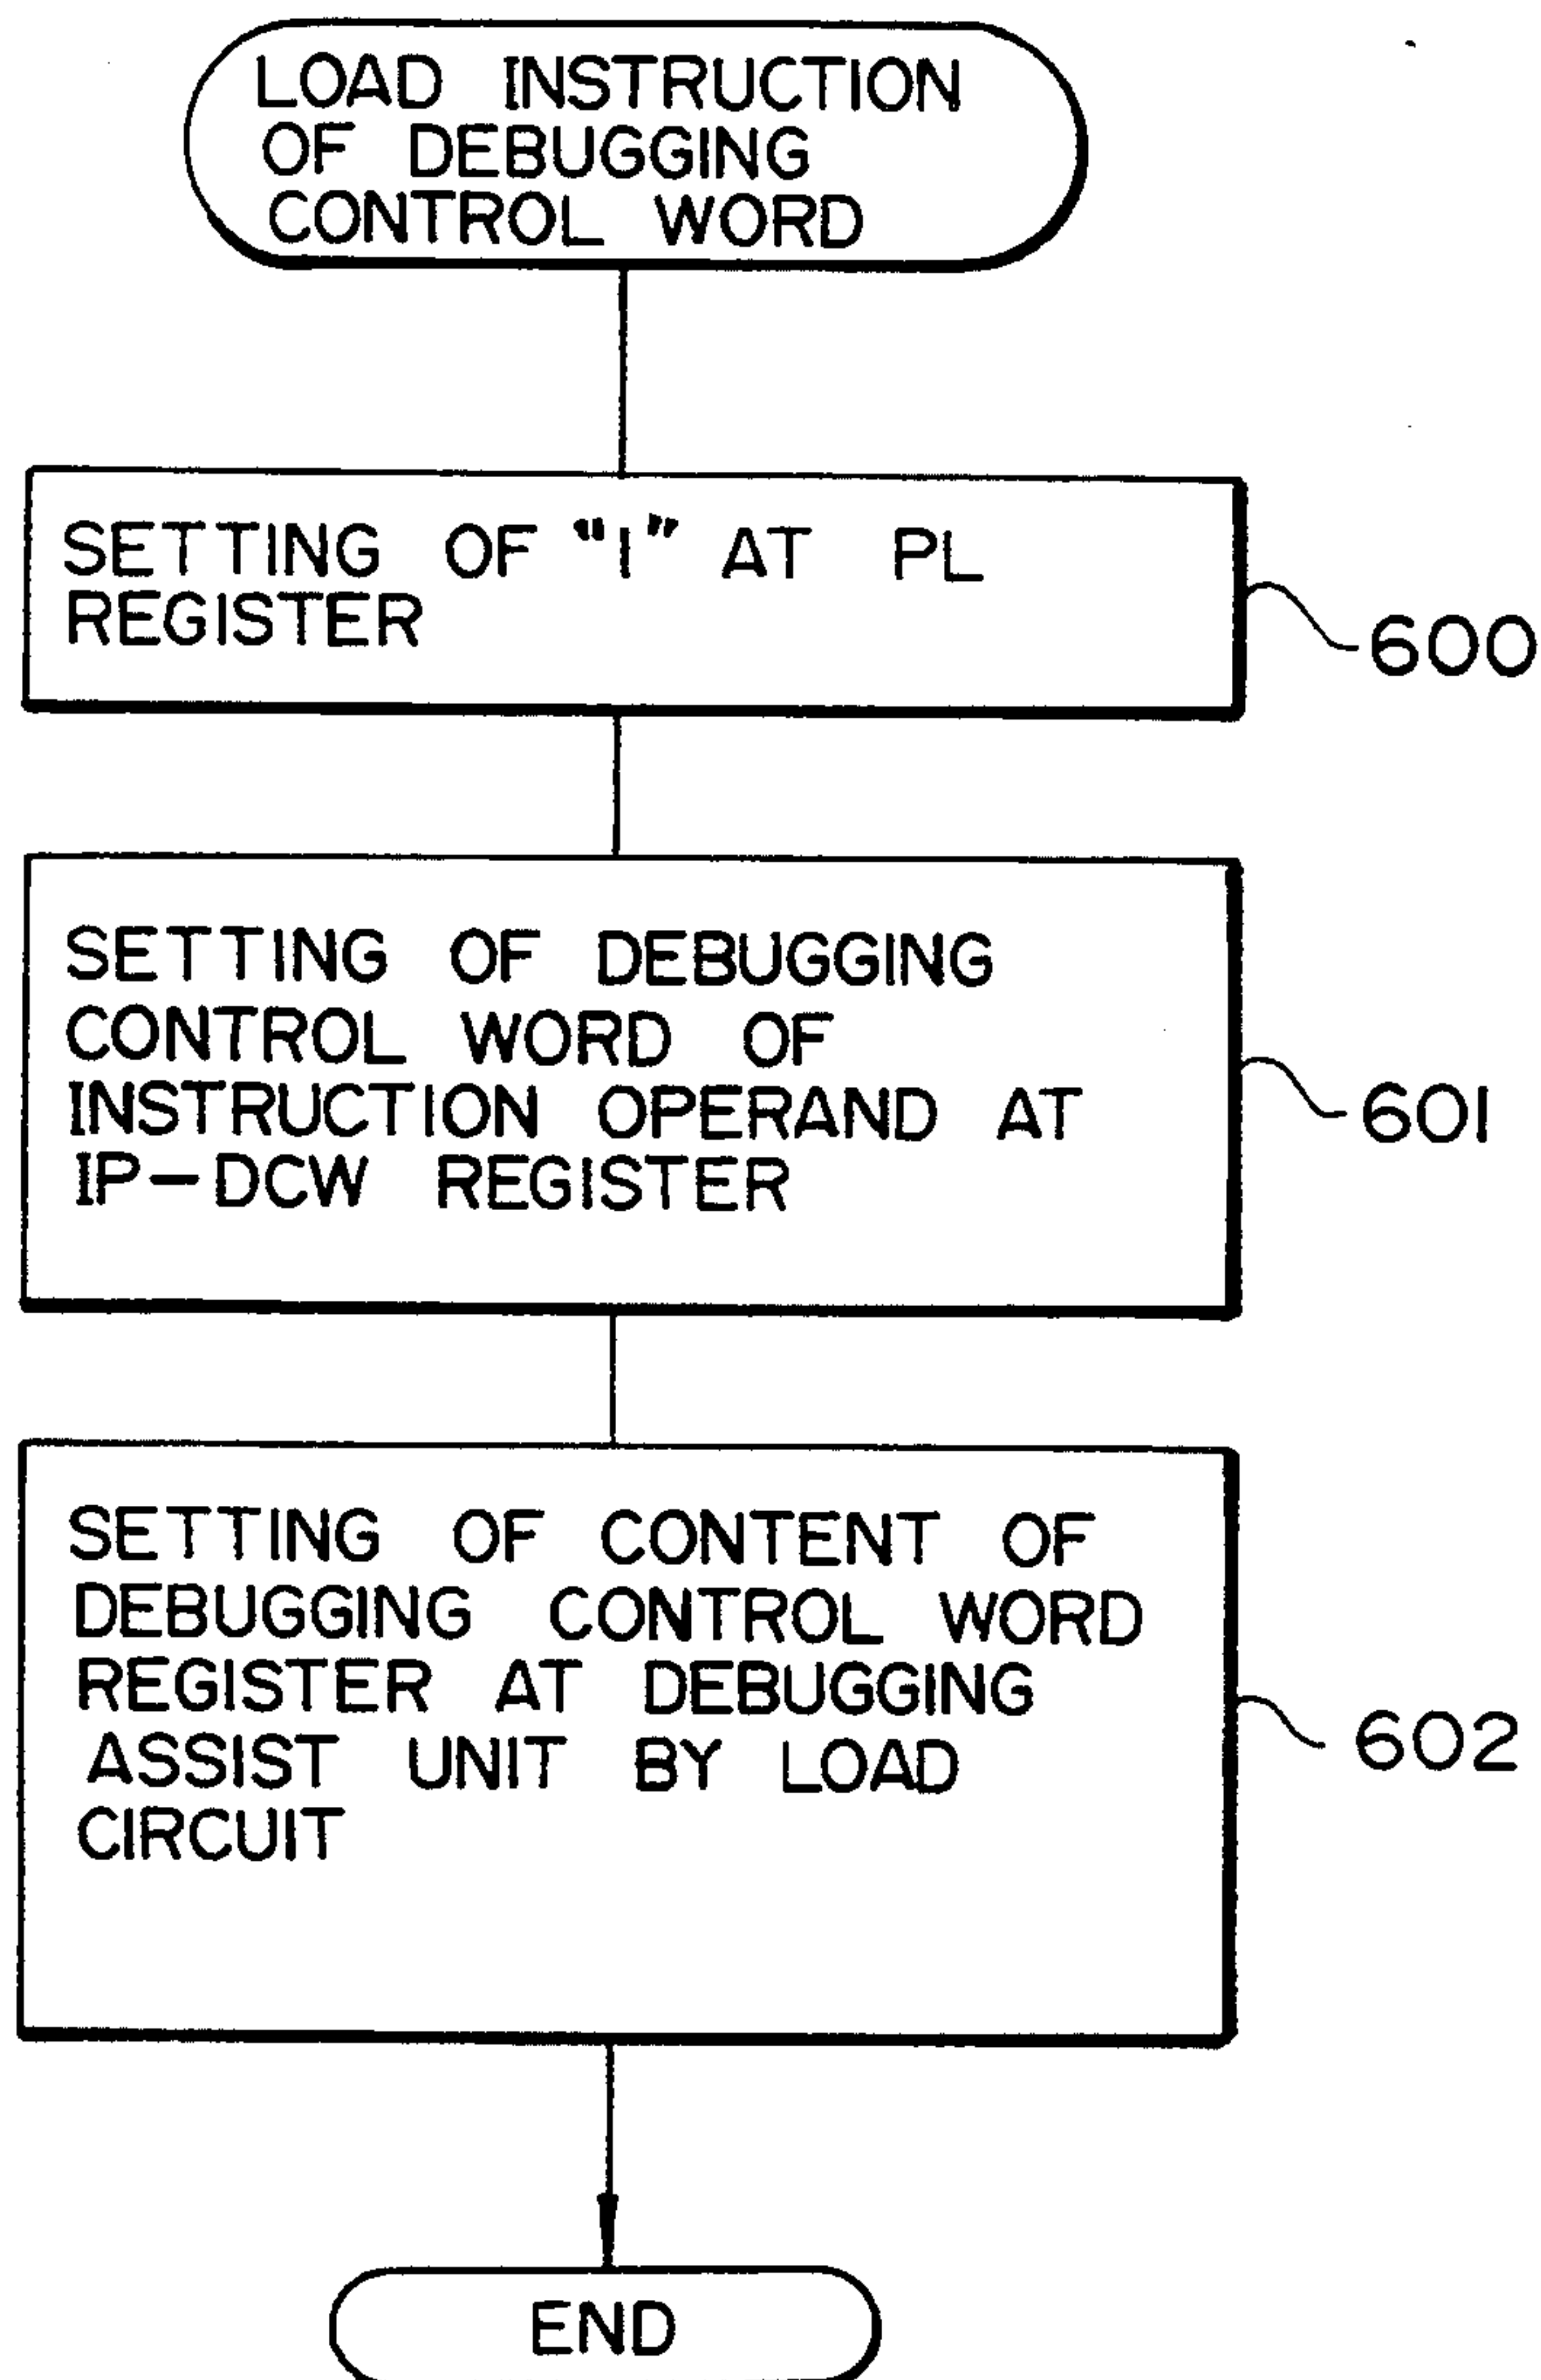 LOAD INSTRUCTION
OF DEBUGGING
CONTROL WORD
SETTING OF "1" AT PL
REGISTER
600
SETTING OF DEBUGGING
CONTROL WORD OF
INSTRUCTION OPERAND AT
IP-DCW REGISTER
601
SETTING OF CONTENT OF
DEBUGGING CONTROL WORD
REGISTER AT DEBUGGING
ASSIST UNIT BY LOAD
CIRCUIT
602
END